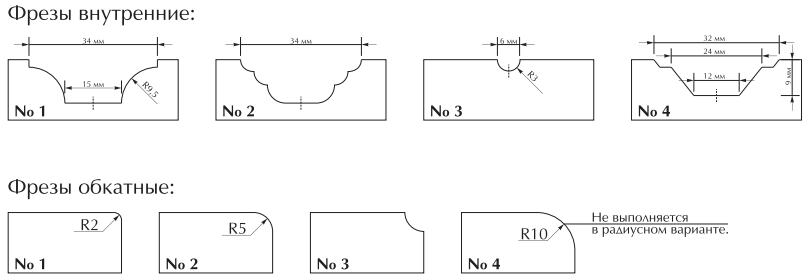 Фрезы внутренние:
34 мм
34 мм
6 мм
32 мм
24 мм
15 мм
R9,5
R3
12 мм
9 мм
No 1
No 2
No 3
No 4
Фрезы обкатные:
R2
R5
R10
Не выполняется
в радиусном варианте.
No 1
No 2
No 3
No 4